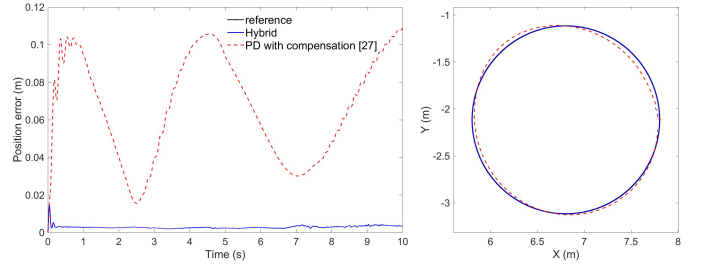 reference
Hybrid
PD with compensation [27]
0.12
0.1
0.08
0.06
0.04
0.02
0
Position error (m)
0 1 2 3 4 5 6 7 8 9 10
Time (s)
-1
-1.5
-2
-2.5
-3
Y (m)
6 6.5 7 7.5 8
X (m)